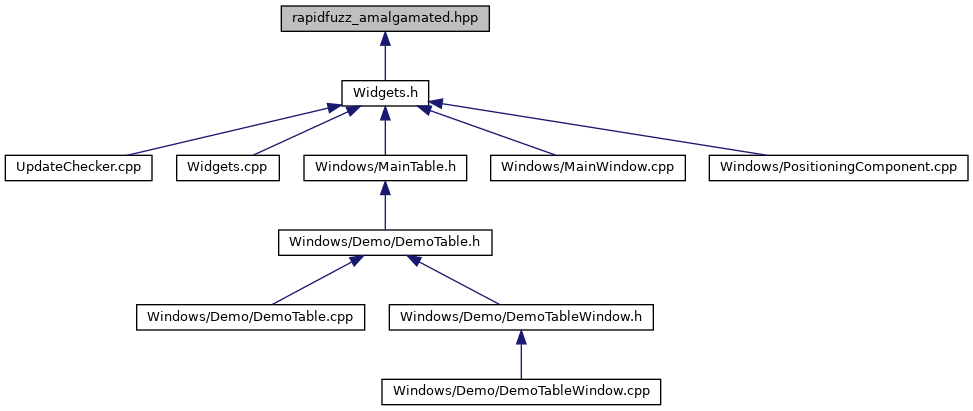 rapidfuzz_amalgamated.hpp
Widgets.h
UpdateChecker.cpp
Widgets.cpp
Windows/MainTable.h
Windows/MainWindow.cpp
Windows/PositioningComponent.cpp
Windows/Demo/DemoTable.h
Windows/Demo/DemoTable.cpp
Windows/Demo/DemoTableWindow.h
Windows/Demo/DemoTableWindow.cpp